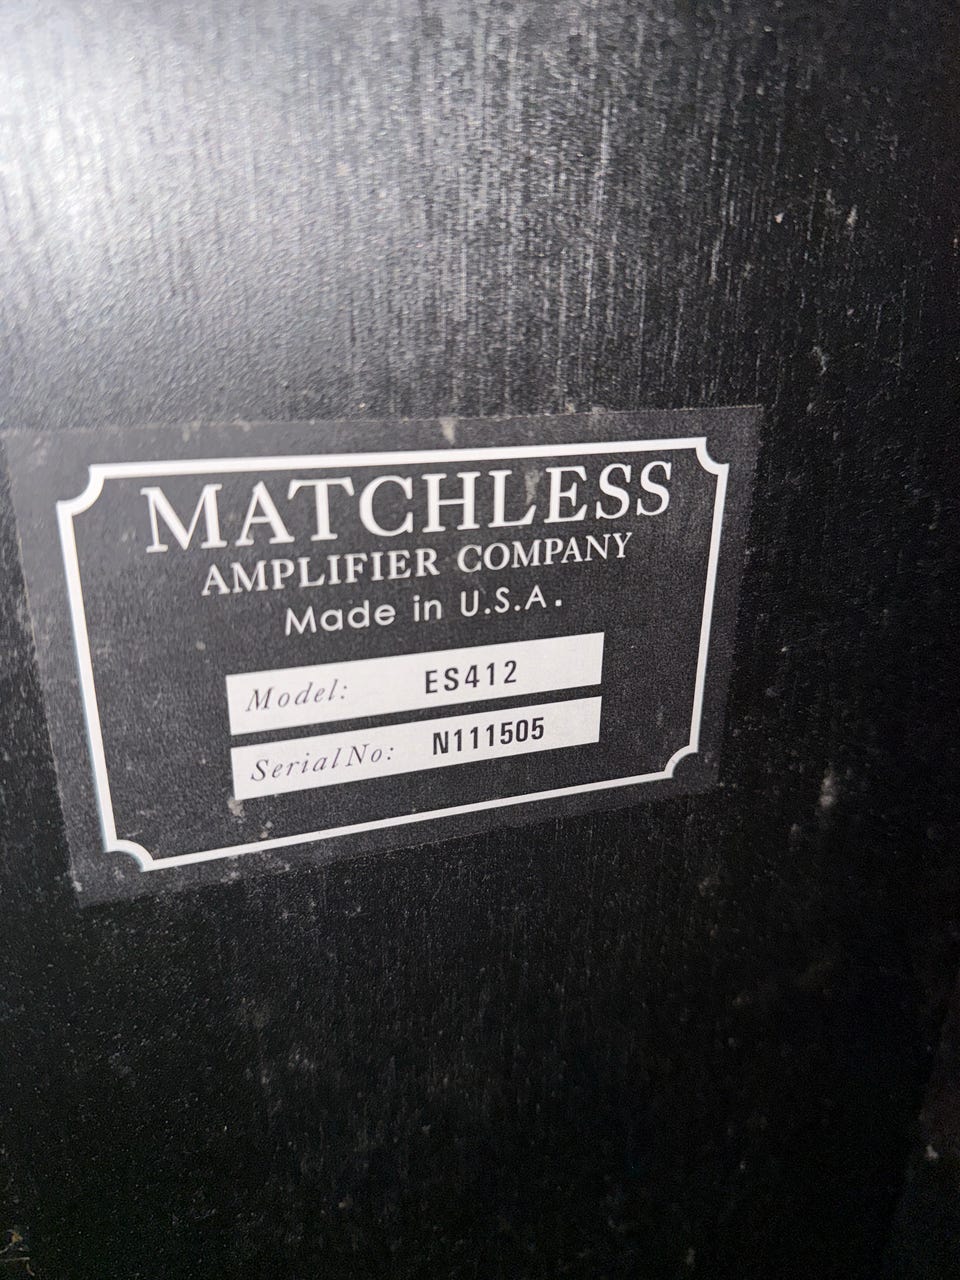 MATCHLESS
AMPLIFIER COMPANY
Made in U.S.A.
Model: ES412
Serial No: N111505